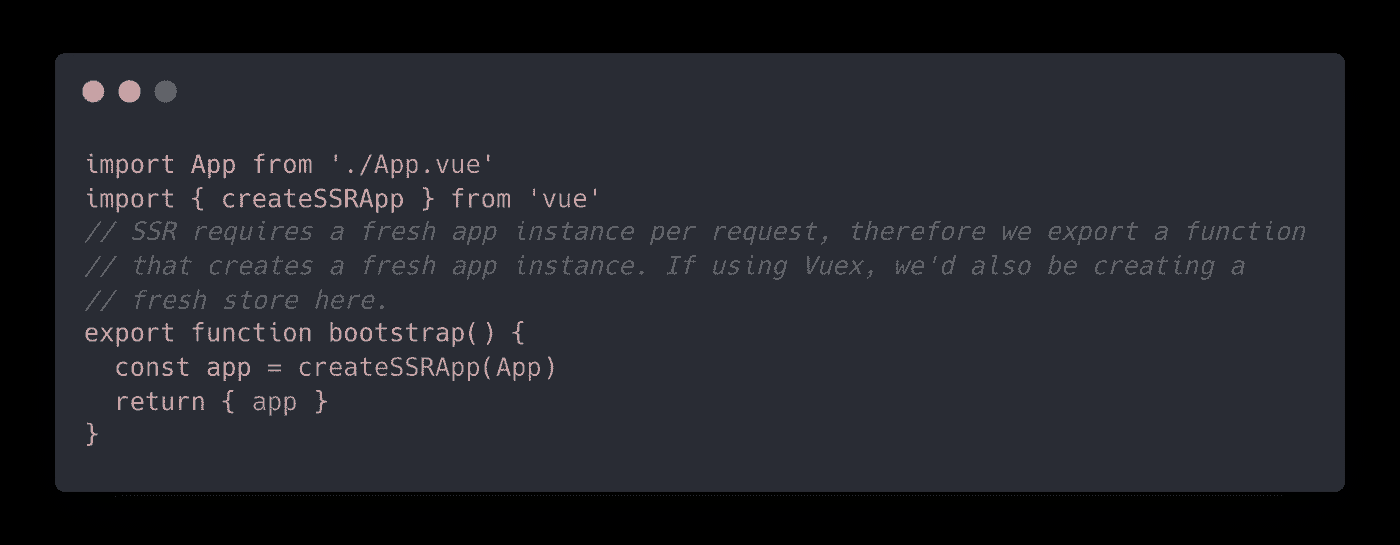 import App from './App.vue'
import { createSSRApp } from 'vue'
// SSR requires a fresh app instance per request, therefore we export a function
// that creates a fresh app instance. If using Vuex, we'd also be creating a
// fresh store here.
export function bootstrap() {
  const app = createSSRApp(App)
  return { app }
}